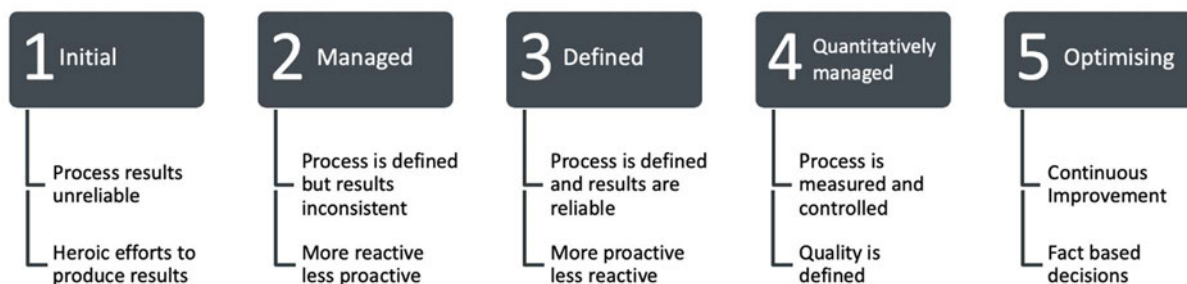 1 Initial
Process results
unreliable
Heroic efforts to
produce results
2 Managed
Process is defined
but results
inconsistent
More reactive
less proactive
3 Defined
Process is defined
and results are
reliable
More proactive
less reactive
4 Quantitatively
managed
Process is
measured and
controlled
Quality is
defined
5 Optimising
Continuous
Improvement
Fact based
decisions